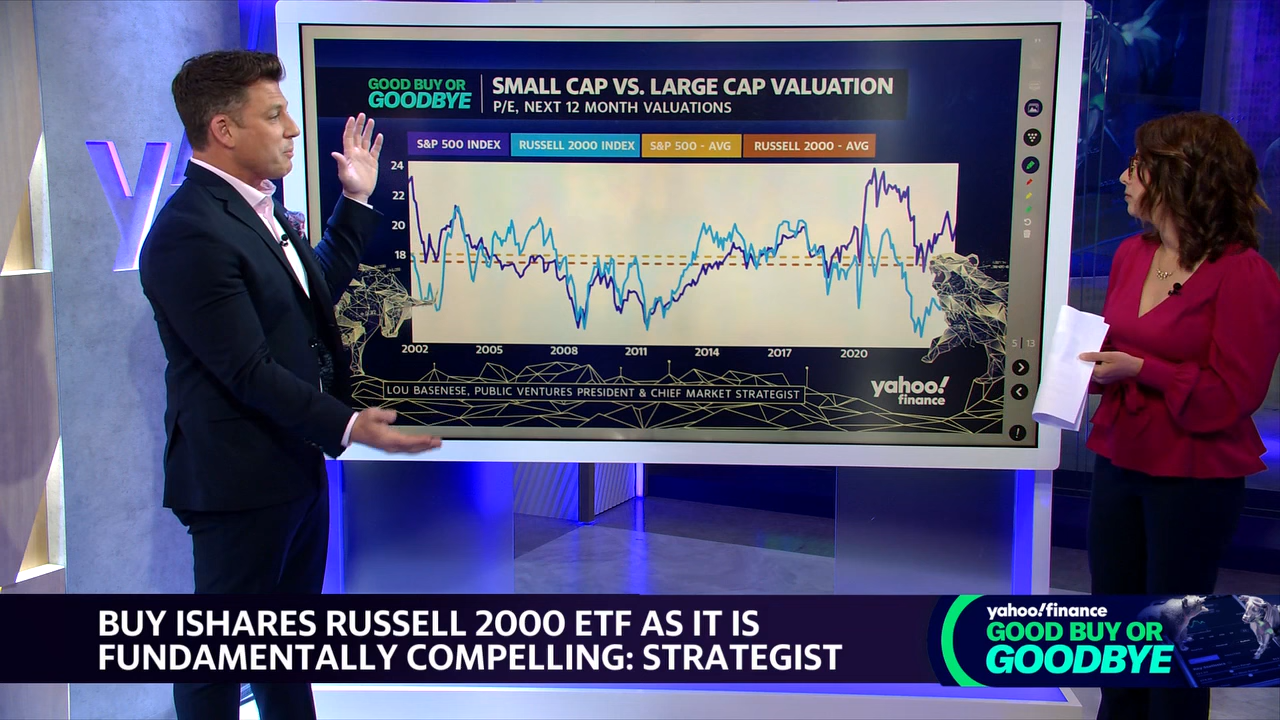 GOOD BUY OR
GOODBYE
SMALL CAP VS. LARGE CAP VALUATION
P/E, NEXT 12 MONTH VALUATIONS
S&P 500 INDEX
RUSSELL 2000 INDEX
S&P 500 - AVG
RUSSELL 2000 - AVG
24
22
20
18
2002 2005 2008 2011 2014 2017 2020
5 | 13
LOU BASENESE, PUBLIC VENTURES PRESIDENT & CHIEF MARKET STRATEGIST
yahoo!
finance
BUY ISHARES RUSSELL 2000 ETF AS IT IS
FUNDAMENTALLY COMPELLING: STRATEGIST
yahoo!finance
GOOD BUY OR
GOODBYE